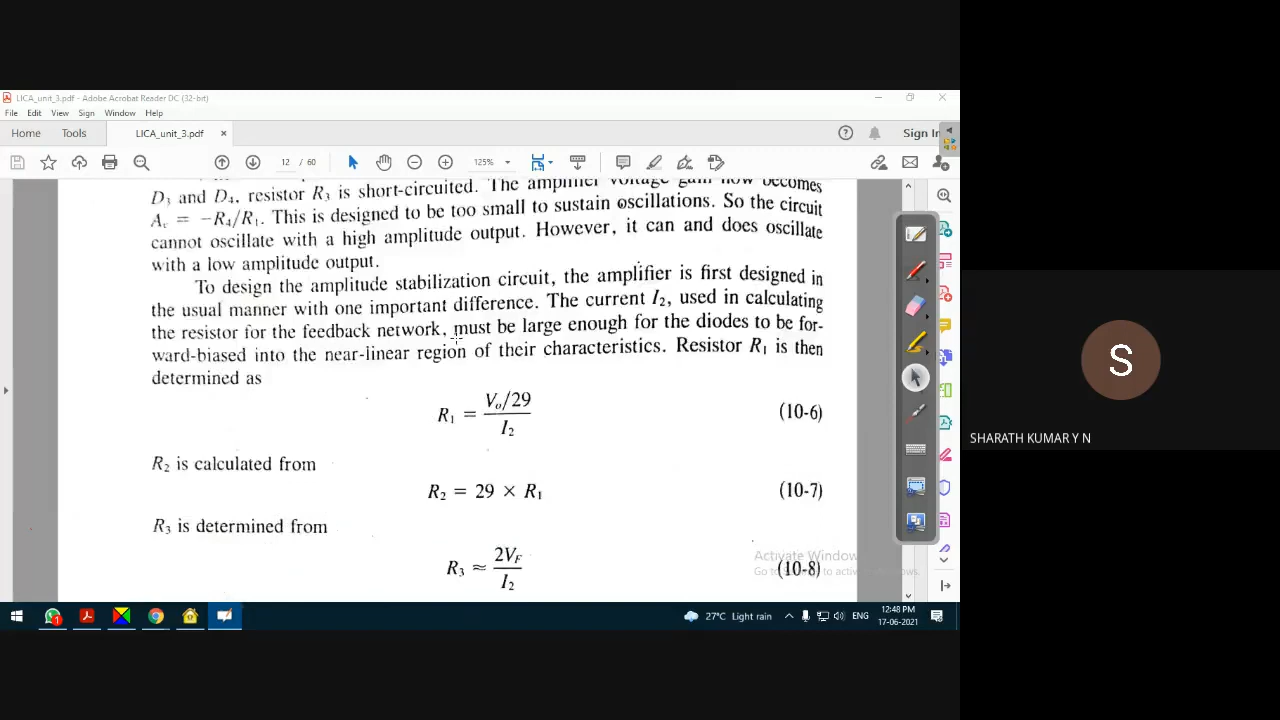 LICA_unit_3.pdf - Adobe Acrobat Reader DC (32-bit)
File Edit View Sign Window Help
Home Tools LICA_unit_3.pdf × Sign In
12 / 60 125%
D3 and D4, resistor R3 is short-circuited. The amplifier voltage gain now becomes
Av = −R4/R1. This is designed to be too small to sustain oscillations. So the circuit
cannot oscillate with a high amplitude output. However, it can and does oscillate
with a low amplitude output.
To design the amplitude stabilization circuit, the amplifier is first designed in
the usual manner with one important difference. The current I2, used in calculating
the resistor for the feedback network, must be large enough for the diodes to be for-
ward-biased into the near-linear region of their characteristics. Resistor R1 is then
determined as
R1 = Vo/29 / I2 (10-6)
R2 is calculated from
R2 = 29 × R1 (10-7)
R3 is determined from
R3 ≈ 2VF / I2 (10-8)
Activate Window
Go to Settings to activate Windows.
S
SHARATH KUMAR Y N
27°C Light rain ENG 12:48 PM
17-06-2021